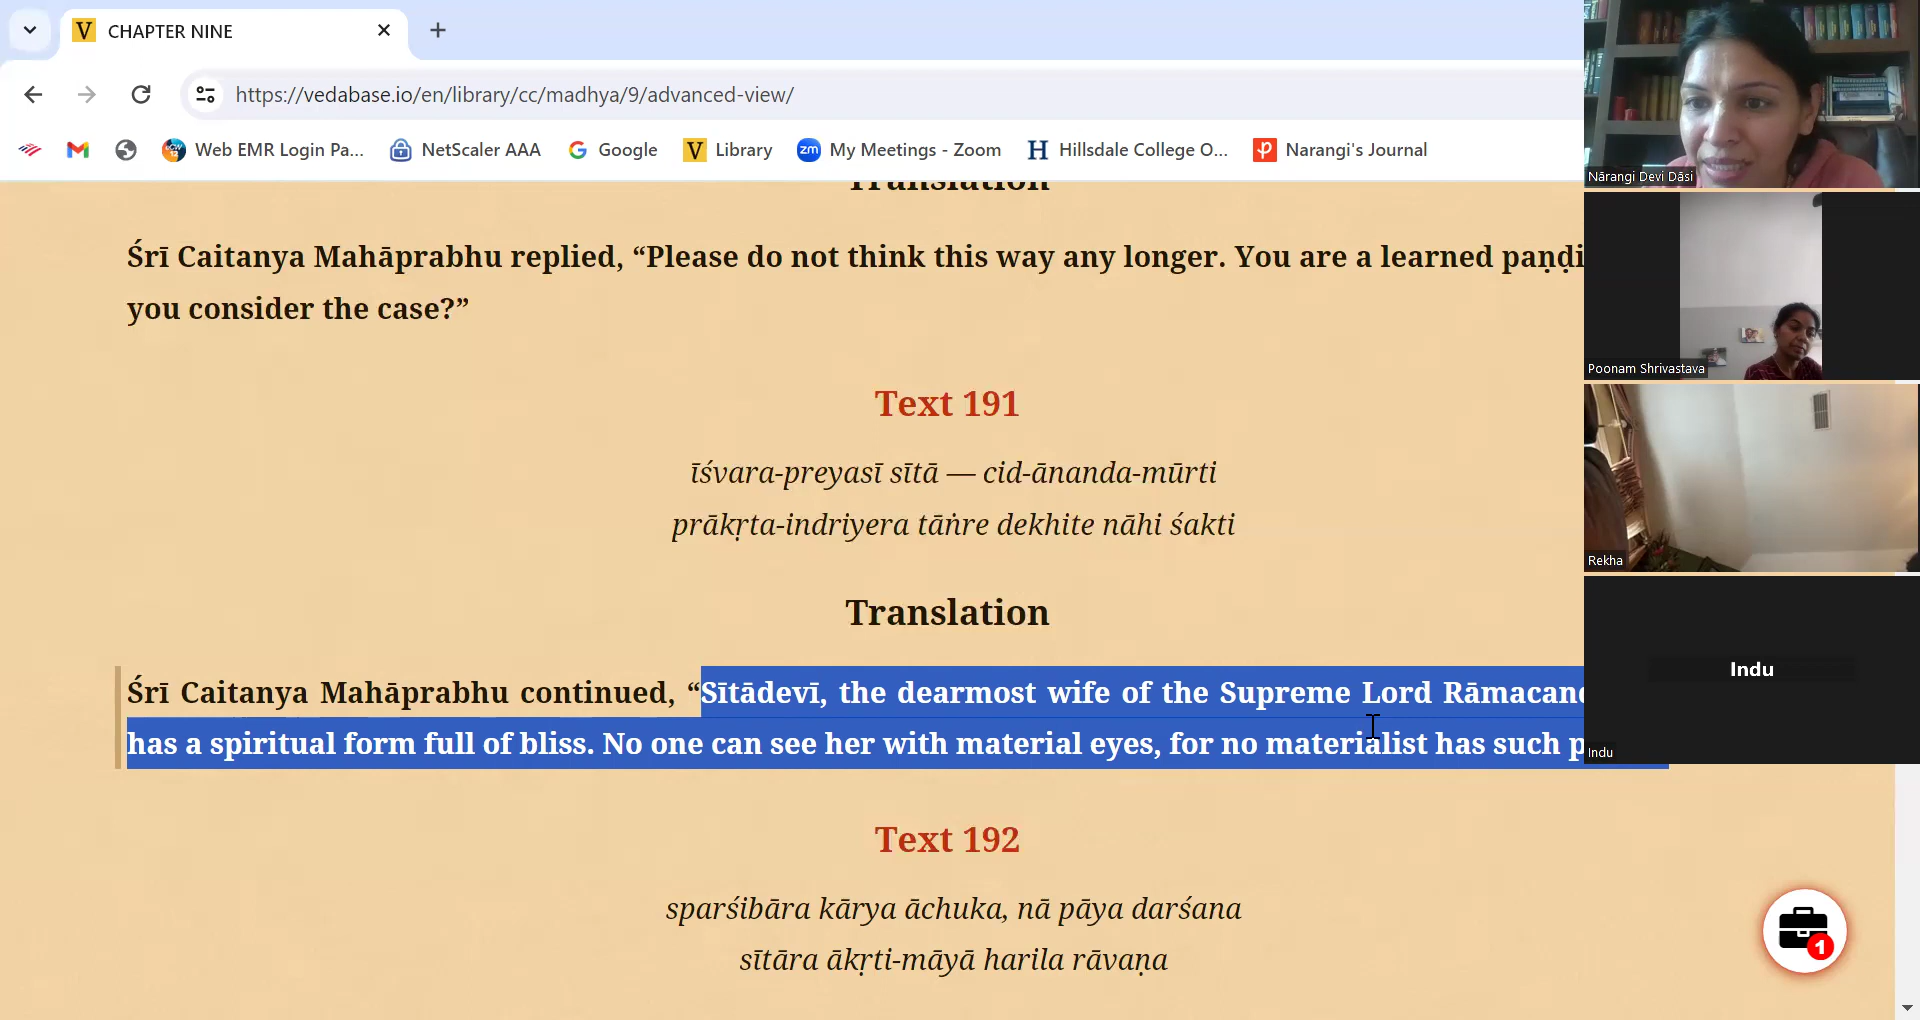 CHAPTER NINE
https://vedabase.io/en/library/cc/madhya/9/advanced-view/
Web EMR Login Pa... NetScaler AAA Google Library My Meetings - Zoom Hillsdale College O... Narangi's Journal
Translation
Śrī Caitanya Mahāprabhu replied, “Please do not think this way any longer. You are a learned
you consider the case?”
Text 191
īśvara-preyasī sītā — cid-ānanda-mūrti
prākṛta-indriyera tāṅre dekhite nāhi śakti
Translation
Śrī Caitanya Mahāprabhu continued, “Sītādevī, the dearmost wife of the Supreme Lord
has a spiritual form full of bliss. No one can see her with material eyes, for no materialist has such
Text 192
sparśibāra kārya āchuka, nā pāya darśana
sītāra ākṛti-māyā harila rāvaṇa
Nārangi Devi Dāsi
Poonam Shrivastava
Rekha
Indu
Indu
1